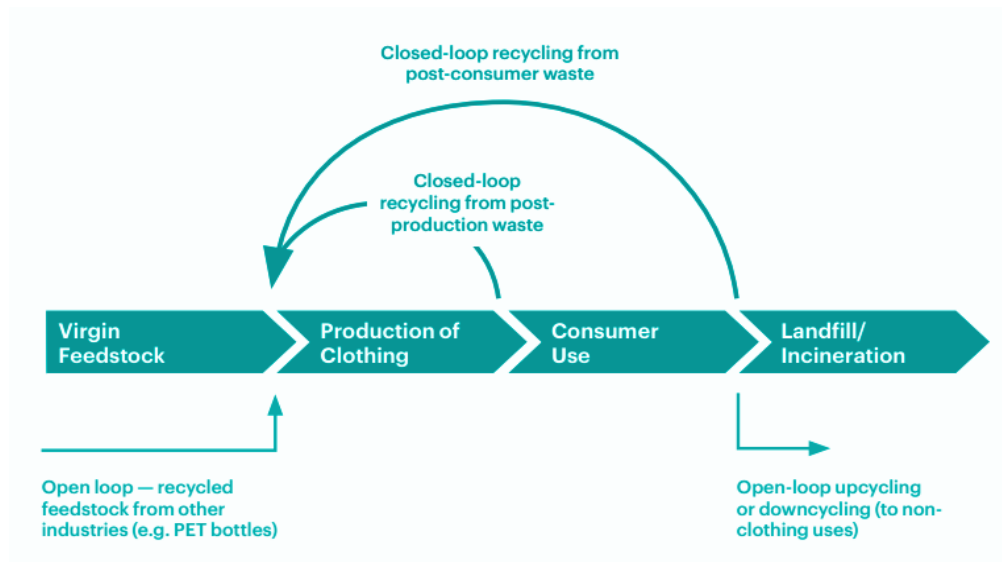 Closed-loop recycling from
post-consumer waste
Closed-loop
recycling from post-
production waste
Virgin
Feedstock
Production of
Clothing
Consumer
Use
Landfill/
Incineration
Open loop — recycled
feedstock from other
industries (e.g. PET bottles)
Open-loop upcycling
or downcycling (to non-
clothing uses)